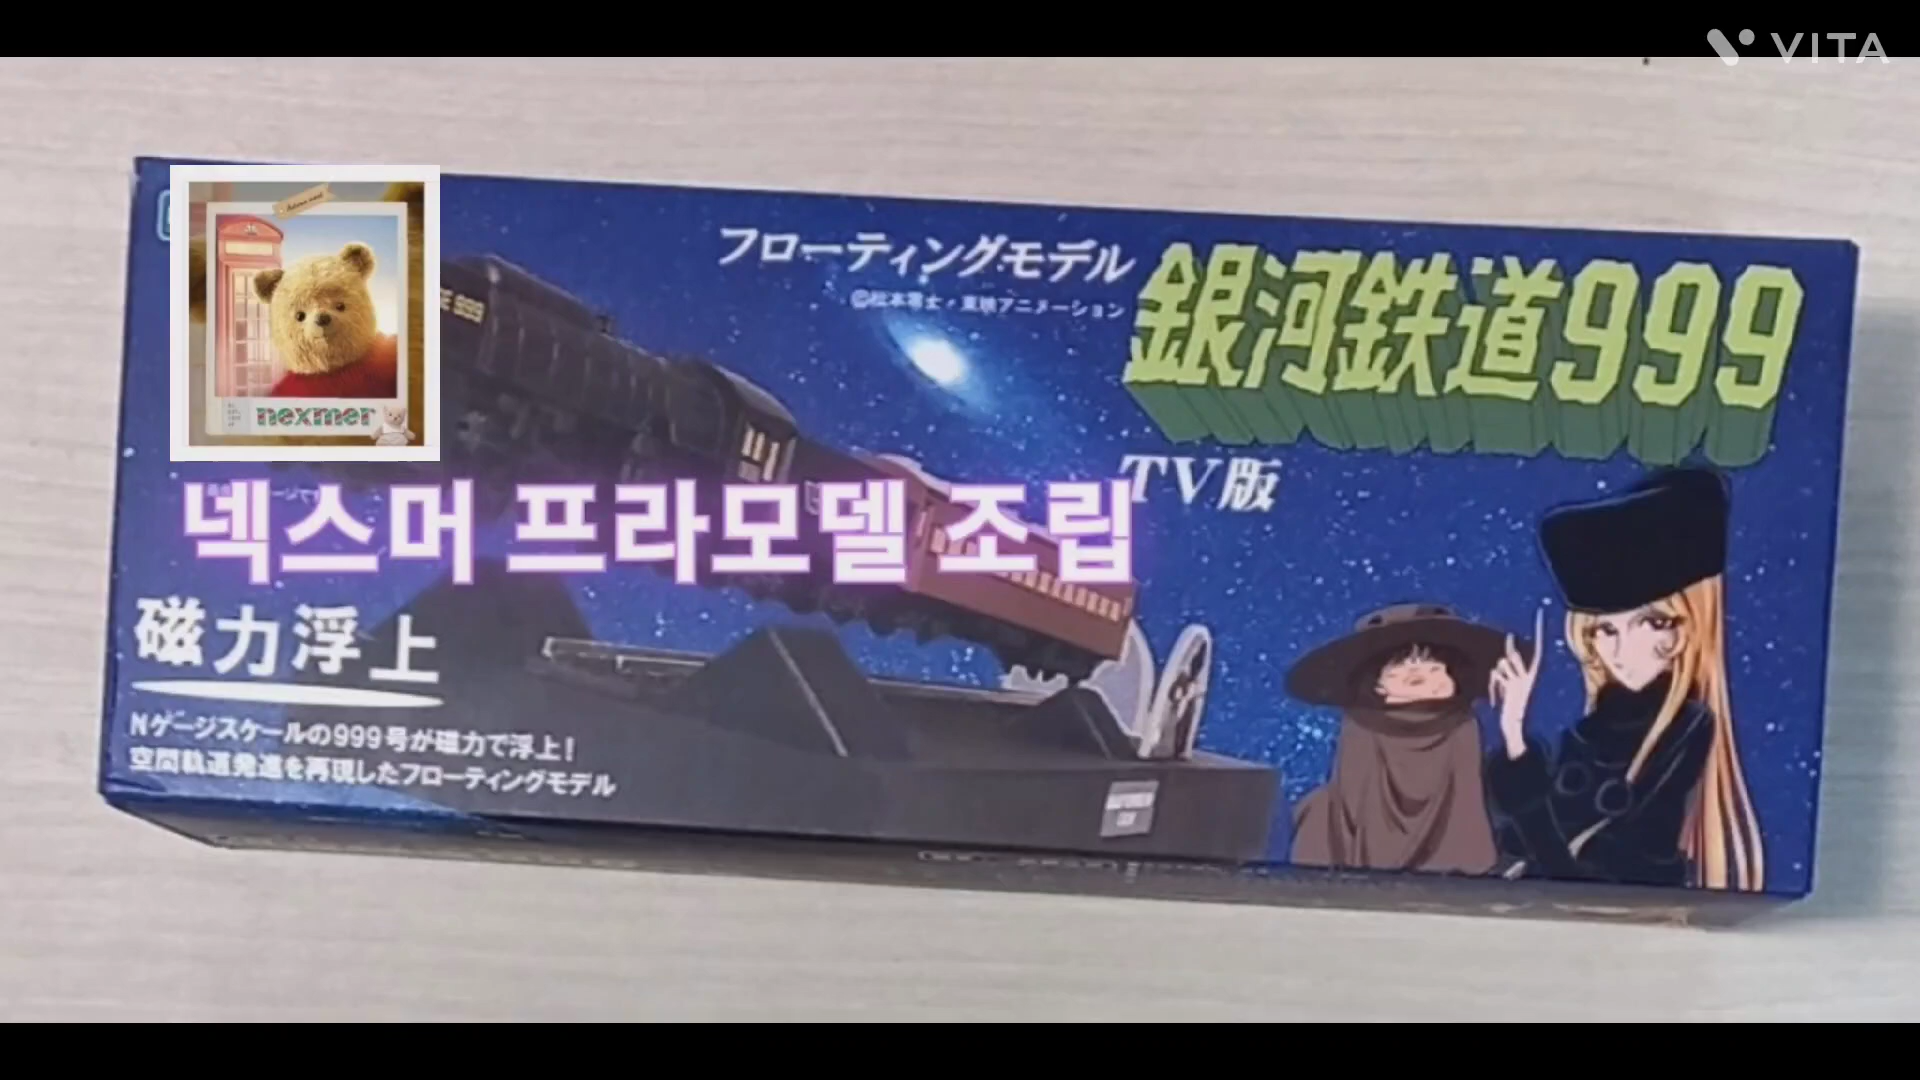 VITA
フローティングモデル
©松本零士・東映アニメーション
銀河鉄道999
TV版
999
nexmer
넥스머 프라모델 조립
磁力浮上
Nゲージスケールの999号が磁力で浮上!
空間軌道発進を再現したフローティングモデル